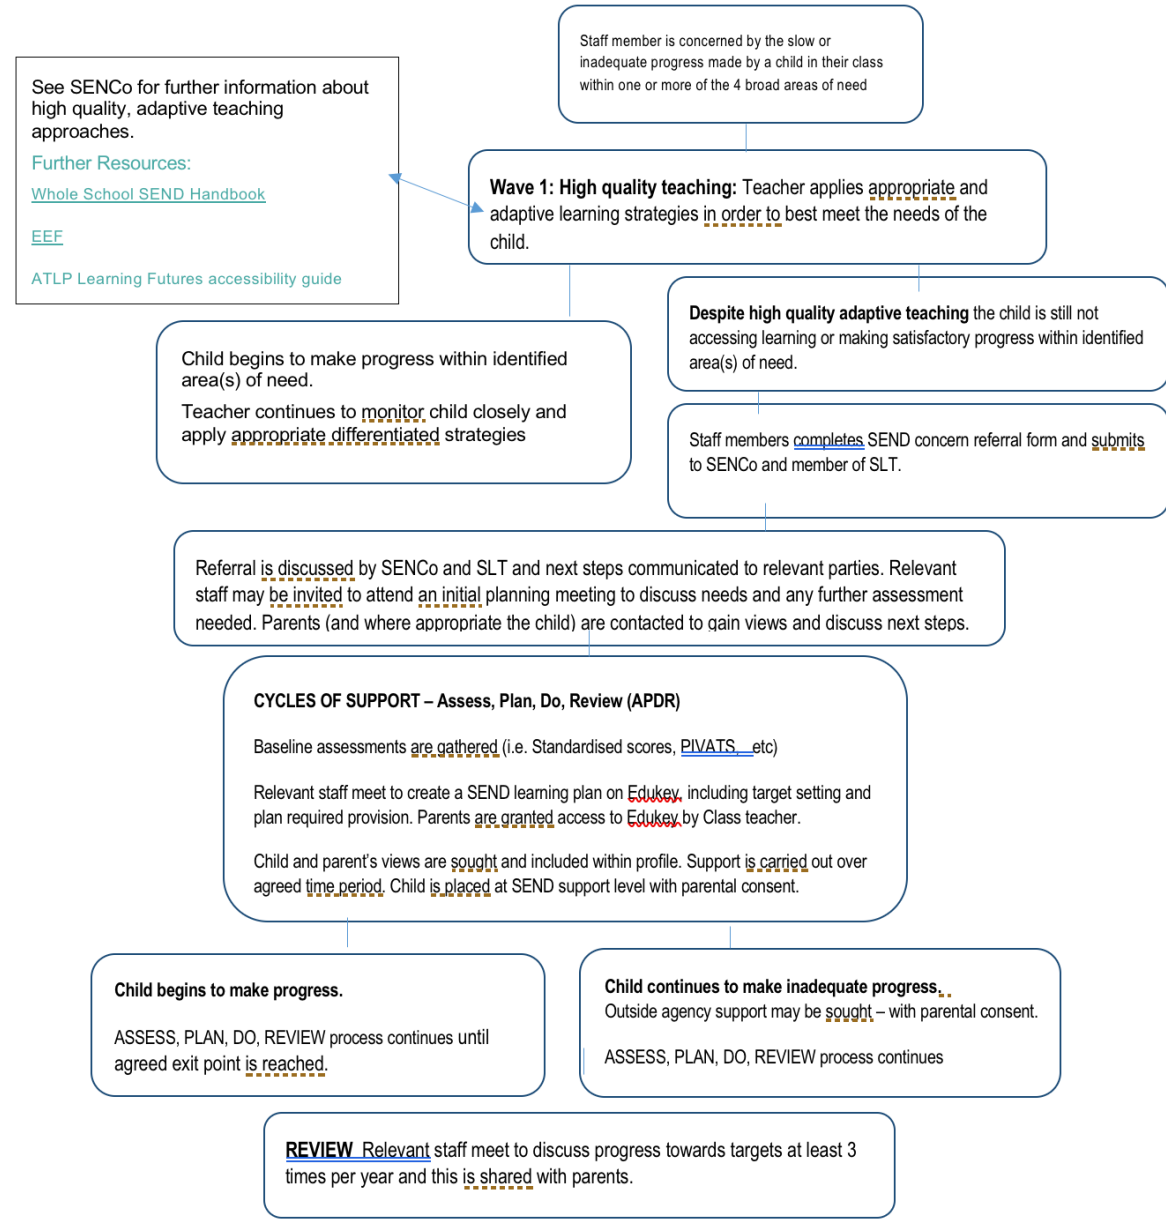 Staff member is concerned by the slow or
inadequate progress made by a child in their class
within one or more of the 4 broad areas of need
See SENCo for further information about
high quality, adaptive teaching
approaches.
Further Resources:
Whole School SEND Handbook
EEF
ATLP Learning Futures accessibility guide
Wave 1: High quality teaching: Teacher applies appropriate and
adaptive learning strategies in order to best meet the needs of the
child.
Despite high quality adaptive teaching the child is still not
accessing learning or making satisfactory progress within identified
area(s) of need.
Child begins to make progress within identified
area(s) of need.
Teacher continues to monitor child closely and
apply appropriate differentiated strategies
Staff members completes SEND concern referral form and submits
to SENCo and member of SLT.
Referral is discussed by SENCo and SLT and next steps communicated to relevant parties. Relevant
staff may be invited to attend an initial planning meeting to discuss needs and any further assessment
needed. Parents (and where appropriate the child) are contacted to gain views and discuss next steps.
CYCLES OF SUPPORT – Assess, Plan, Do, Review (APDR)
Baseline assessments are gathered (i.e. Standardised scores, PIVATS, etc)
Relevant staff meet to create a SEND learning plan on Edukey, including target setting and
plan required provision. Parents are granted access to Edukey by Class teacher.
Child and parent's views are sought and included within profile. Support is carried out over
agreed time period. Child is placed at SEND support level with parental consent.
Child begins to make progress.
ASSESS, PLAN, DO, REVIEW process continues until
agreed exit point is reached.
Child continues to make inadequate progress.
Outside agency support may be sought – with parental consent.
ASSESS, PLAN, DO, REVIEW process continues
REVIEW Relevant staff meet to discuss progress towards targets at least 3
times per year and this is shared with parents.